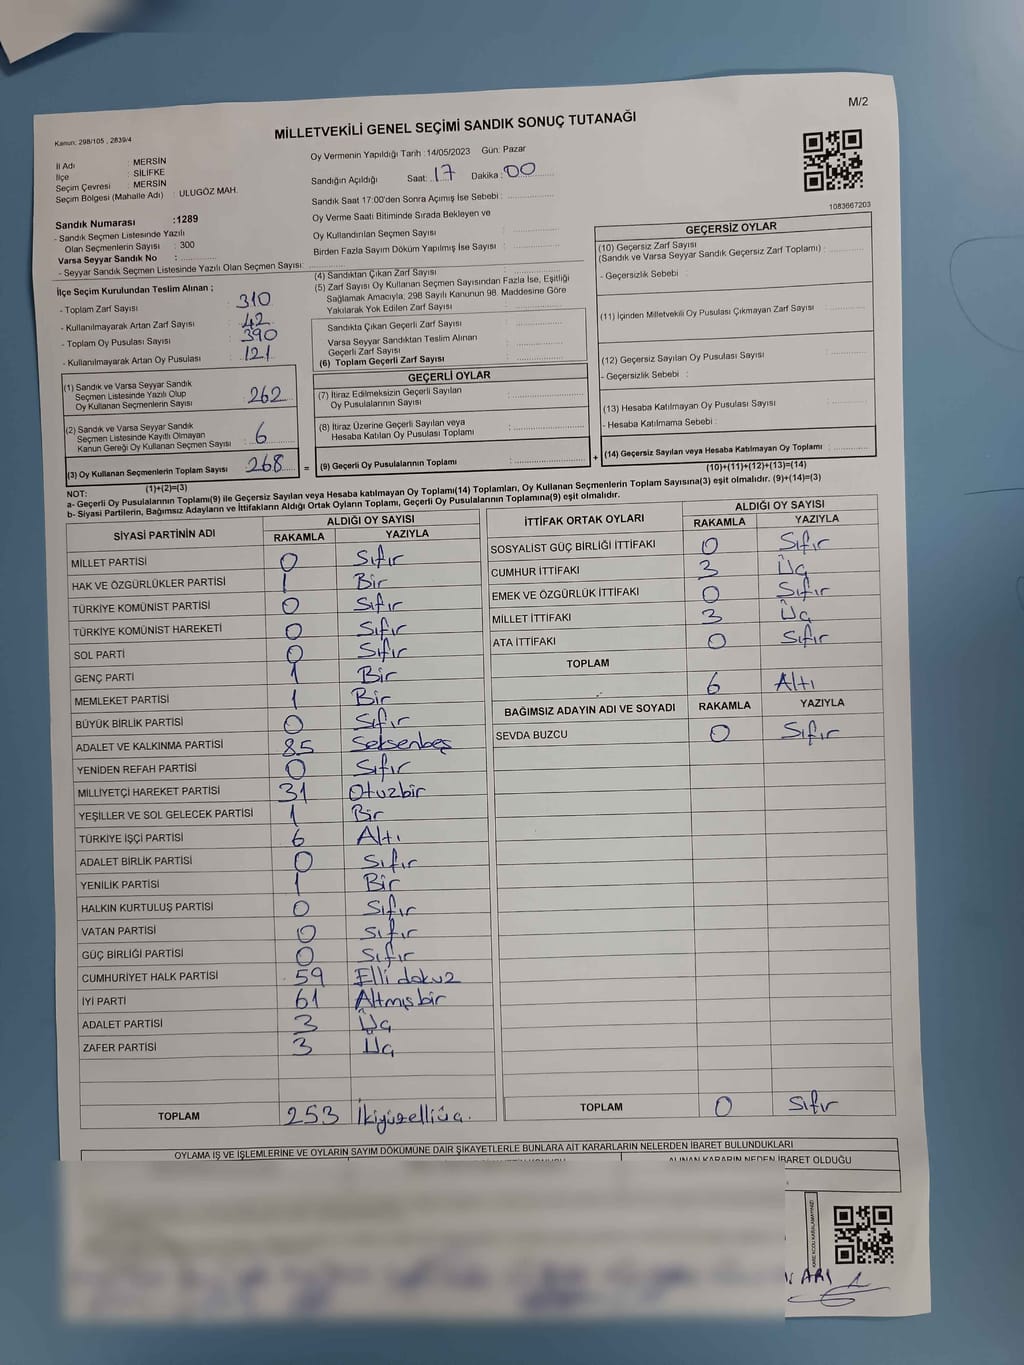 M/2
Kanun: 298/105 , 2839/4
MİLLETVEKİLİ GENEL SEÇİMİ SANDIK SONUÇ TUTANAĞI
İl Adı : MERSİN
İlçe : SİLİFKE
Seçim Çevresi : MERSİN
Seçim Bölgesi (Mahalle Adı) : ULUGÖZ MAH.
Oy Vermenin Yapıldığı Tarih :14/05/2023 Gün: Pazar
Sandığın Açıldığı Saat: 17 Dakika: 00
Sandık Saat 17:00'den Sonra Açımış İse Sebebi :
Oy Verme Saati Bitiminde Sırada Bekleyen ve
Oy Kullandırılan Seçmen Sayısı :
Birden Fazla Sayım Döküm Yapılmış İse Sayısı :
1083667203
Sandık Numarası :1289
- Sandık Seçmen Listesinde Yazılı
Olan Seçmenlerin Sayısı : 300
Varsa Seyyar Sandık No :
- Seyyar Sandık Seçmen Listesinde Yazılı Olan Seçmen Sayısı:
İlçe Seçim Kurulundan Teslim Alınan ;
- Toplam Zarf Sayısı : 310
- Kullanılmayarak Artan Zarf Sayısı : 42
- Toplam Oy Pusulası Sayısı : 390
- Kullanılmayarak Artan Oy Pusulası : 121
(1) Sandık ve Varsa Seyyar Sandık
Seçmen Listesinde Yazılı Olup
Oy Kullanan Seçmenlerin Sayısı : 262
(2) Sandık ve Varsa Seyyar Sandık
Seçmen Listesinde Kayıtlı Olmayan
Kanun Gereği Oy Kullanan Seçmen Sayısı : 6
(3) Oy Kullanan Seçmenlerin Toplam Sayısı : 268
(1)+(2)=(3)
(4) Sandıktan Çıkan Zarf Sayısı :
(5) Zarf Sayısı Oy Kullanan Seçmen Sayısından Fazla İse, Eşitliği
Sağlamak Amacıyla, 298 Sayılı Kanunun 98. Maddesine Göre
Yakılarak Yok Edilen Zarf Sayısı :
Sandıkta Çıkan Geçerli Zarf Sayısı :
Varsa Seyyar Sandıktan Teslim Alınan
Geçerli Zarf Sayısı :
(6) Toplam Geçerli Zarf Sayısı :
GEÇERLİ OYLAR
(7) İtiraz Edilmeksizin Geçerli Sayılan
Oy Pusulalarının Sayısı :
(8) İtiraz Üzerine Geçerli Sayılan veya
Hesaba Katılan Oy Pusulası Toplamı :
= (9) Geçerli Oy Pusulalarının Toplamı :
GEÇERSİZ OYLAR
(10) Geçersiz Zarf Sayısı
(Sandık ve Varsa Seyyar Sandık Geçersiz Zarf Toplamı) :
- Geçersizlik Sebebi :
(11) İçinden Milletvekili Oy Pusulası Çıkmayan Zarf Sayısı :
(12) Geçersiz Sayılan Oy Pusulası Sayısı :
- Geçersizlik Sebebi :
(13) Hesaba Katılmayan Oy Pusulası Sayısı :
- Hesaba Katılmama Sebebi :
+ (14) Geçersiz Sayılan veya Hesaba Katılmayan Oy Toplamı :
(10)+(11)+(12)+(13)=(14)
NOT:
a- Geçerli Oy Pusulalarının Toplamı(9) ile Geçersiz Sayılan veya Hesaba katılmayan Oy Toplamı(14) Toplamları, Oy Kullanan Seçmenlerin Toplam Sayısına(3) eşit olmalıdır. (9)+(14)=(3)
b- Siyasi Partilerin, Bağımsız Adayların ve İttifakların Aldığı Ortak Oyların Toplamı, Geçerli Oy Pusulalarının Toplamına(9) eşit olmalıdır.
SİYASİ PARTİNİN ADI ALDIĞI OY SAYISI
RAKAMLA YAZIYLA
MİLLET PARTİSİ 0 Sıfır
HAK VE ÖZGÜRLÜKLER PARTİSİ 1 Bir
TÜRKİYE KOMÜNİST PARTİSİ 0 Sıfır
TÜRKİYE KOMÜNİST HAREKETİ 0 Sıfır
SOL PARTİ 0 Sıfır
GENÇ PARTİ 1 Bir
MEMLEKET PARTİSİ 1 Bir
BÜYÜK BİRLİK PARTİSİ 0 Sıfır
ADALET VE KALKINMA PARTİSİ 85 Seksenbeş
YENİDEN REFAH PARTİSİ 0 Sıfır
MİLLİYETÇİ HAREKET PARTİSİ 31 Otuzbir
YEŞİLLER VE SOL GELECEK PARTİSİ 1 Bir
TÜRKİYE İŞÇİ PARTİSİ 6 Altı
ADALET BİRLİK PARTİSİ 0 Sıfır
YENİLİK PARTİSİ 1 Bir
HALKIN KURTULUŞ PARTİSİ 0 Sıfır
VATAN PARTİSİ 0 Sıfır
GÜÇ BİRLİĞİ PARTİSİ 0 Sıfır
CUMHURİYET HALK PARTİSİ 59 Elli dokuz
İYİ PARTİ 61 Altmış bir
ADALET PARTİSİ 3 Üç
ZAFER PARTİSİ 3 Üç
TOPLAM 253 İkiyüzelliüç.
İTTİFAK ORTAK OYLARI ALDIĞI OY SAYISI
RAKAMLA YAZIYLA
SOSYALİST GÜÇ BİRLİĞİ İTTİFAKI 0 Sıfır
CUMHUR İTTİFAKI 3 Üç
EMEK VE ÖZGÜRLÜK İTTİFAKI 0 Sıfır
MİLLET İTTİFAKI 3 Üç
ATA İTTİFAKI 0 Sıfır
TOPLAM 6 Altı
BAĞIMSIZ ADAYIN ADI VE SOYADI RAKAMLA YAZIYLA
SEVDA BUZCU 0 Sıfır
TOPLAM 0 Sıfır
OYLAMA İŞ VE İŞLEMLERİNE VE OYLARIN SAYIM DÖKÜMÜNE DAİR ŞİKAYETLERLE BUNLARA AİT KARARLARIN NELERDEN İBARET BULUNDUKLARI
ALINAN KARARIN NEDEN İBARET OLDUĞU